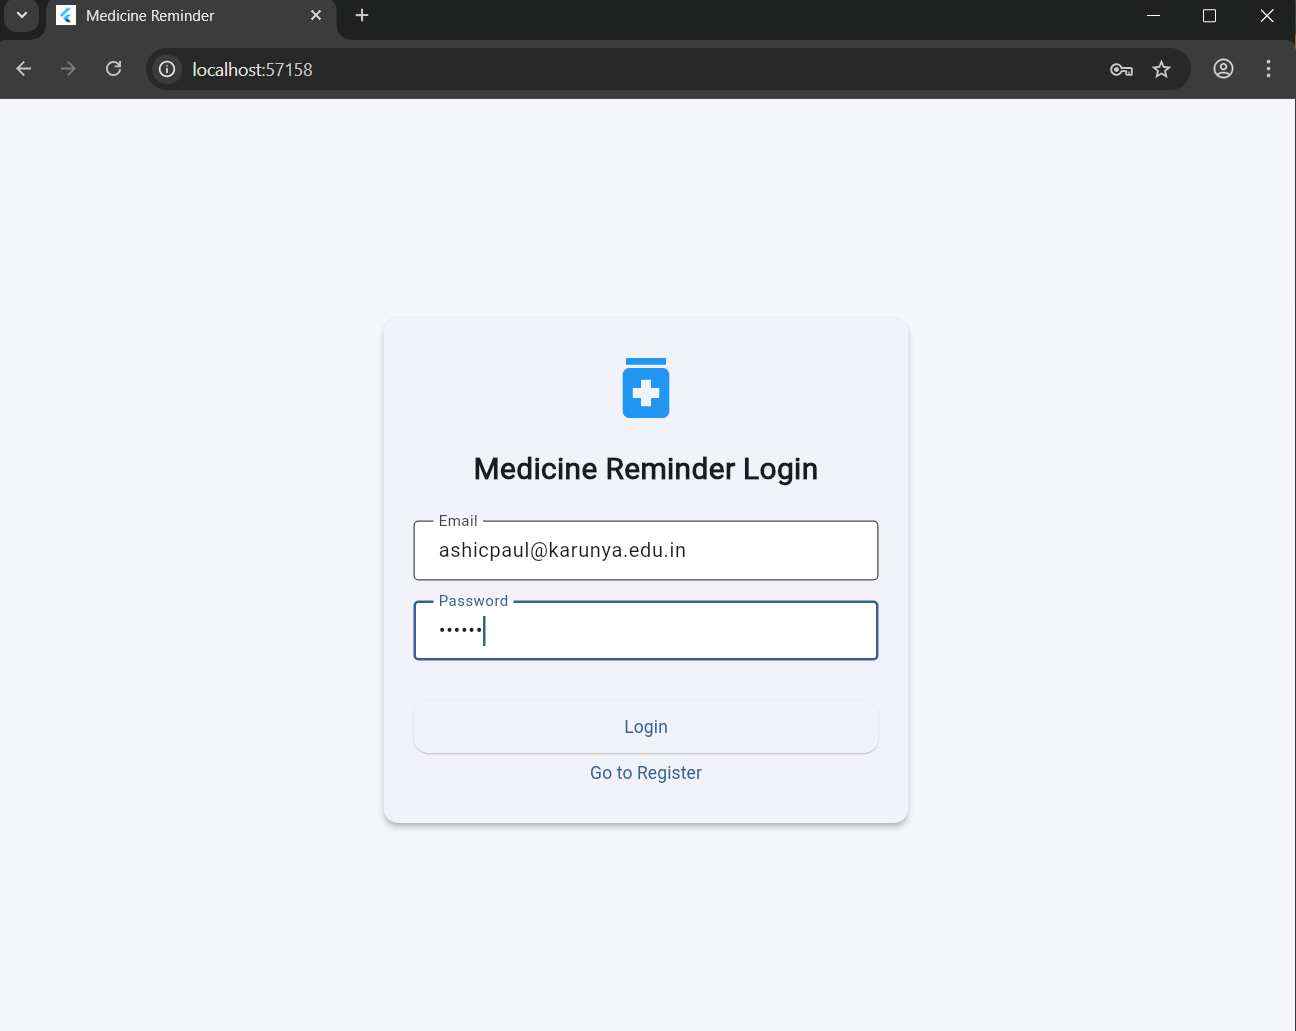 Medicine Reminder
localhost:57158
Medicine Reminder Login
Email
ashicpaul@karunya.edu.in
Password
••••••
Login
Go to Register